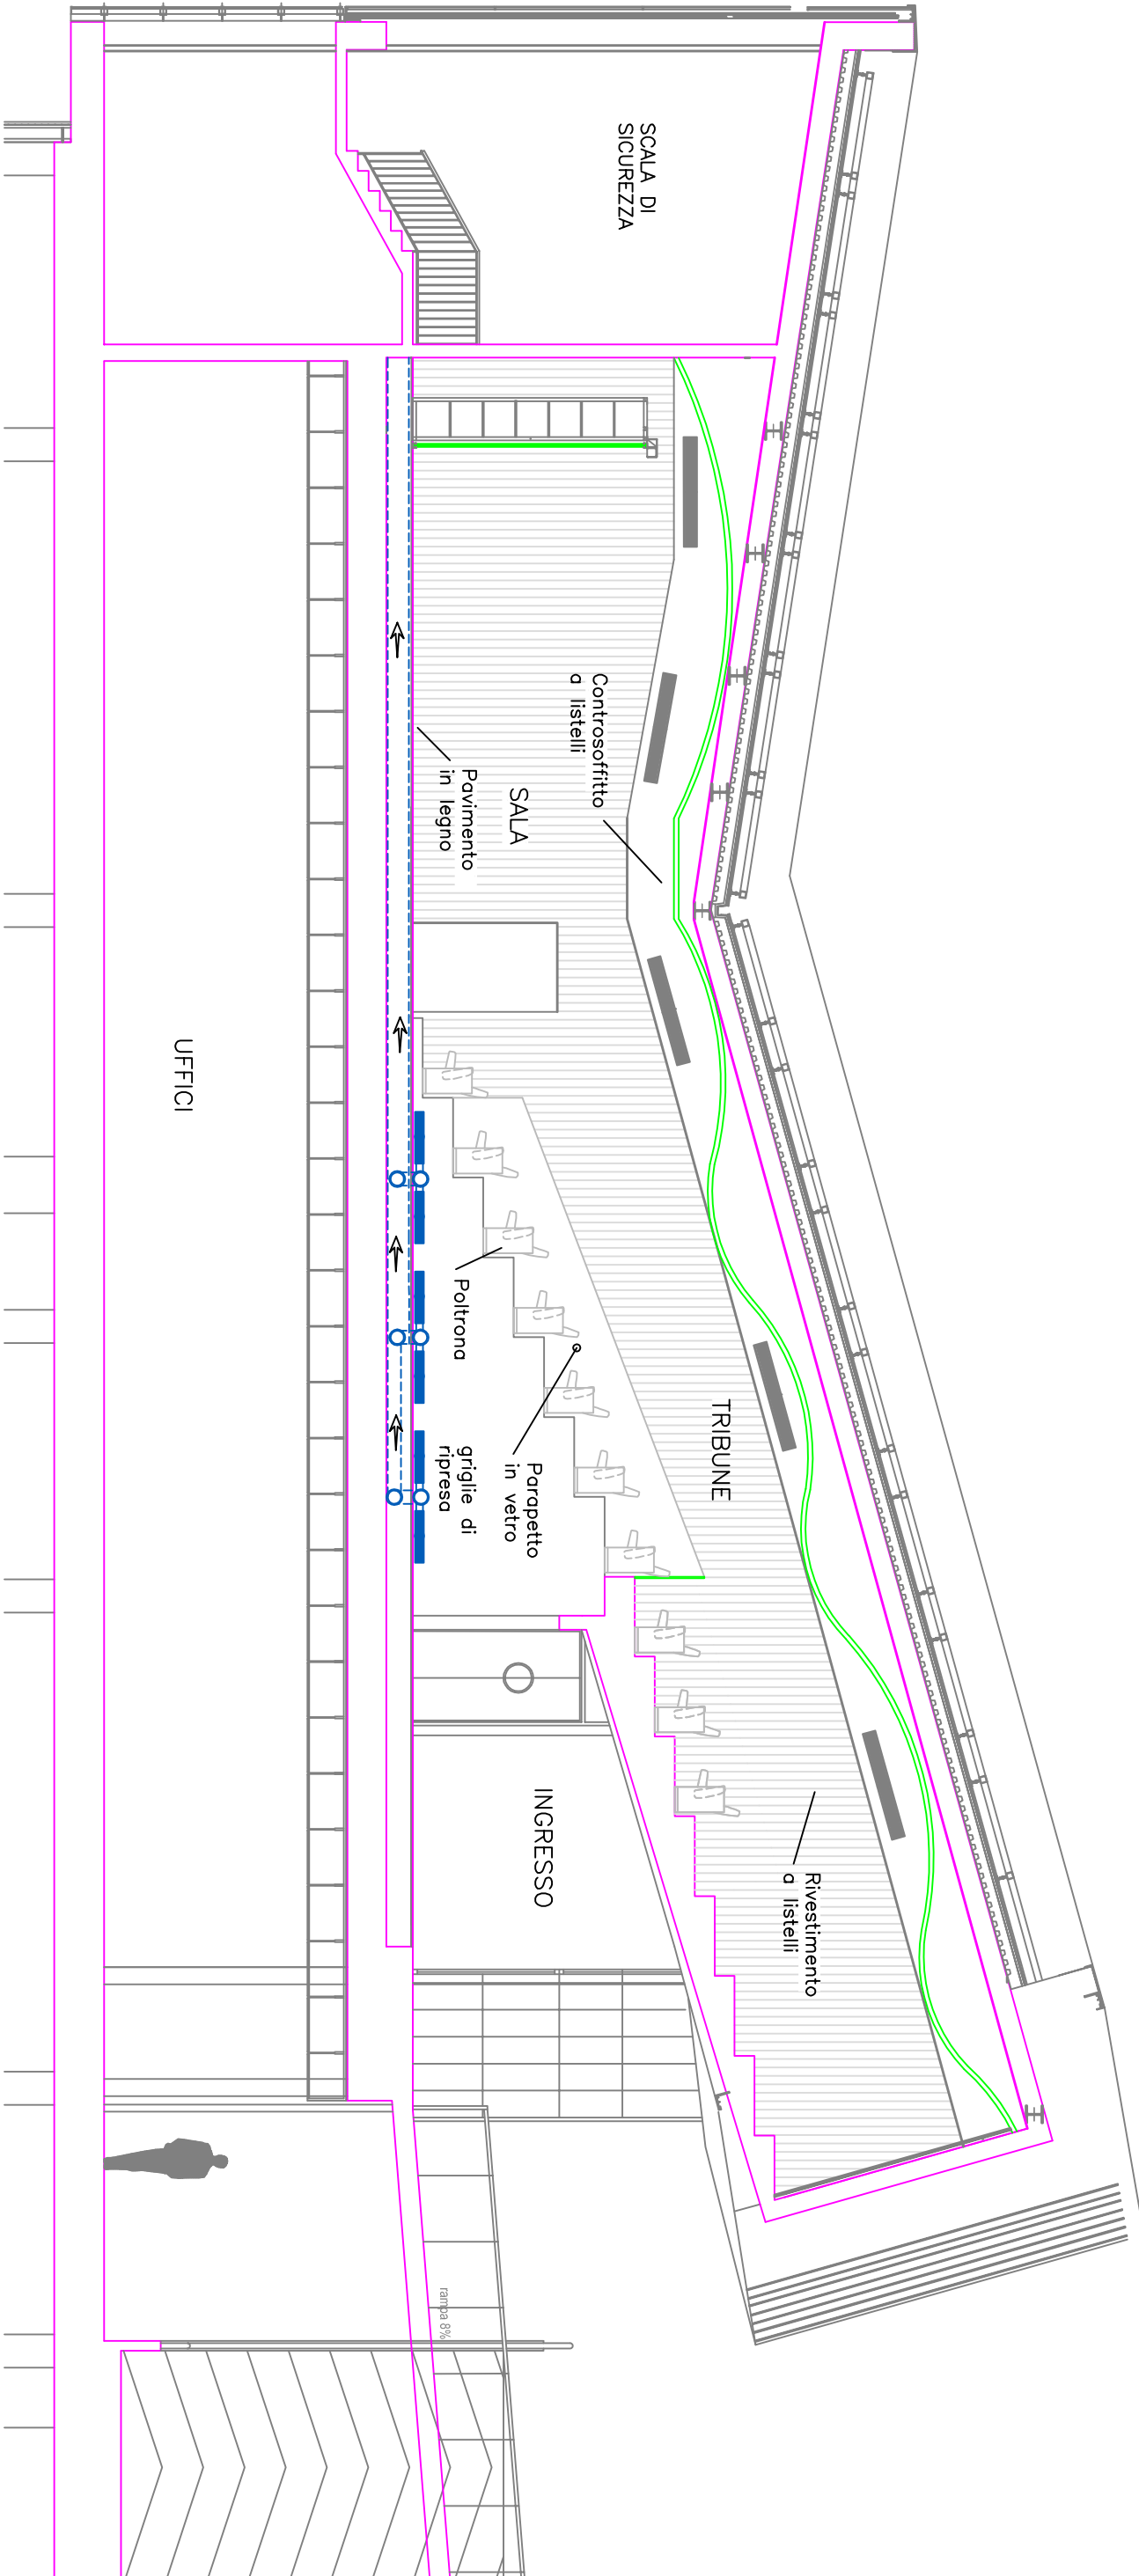 SCALA DI
SICUREZZA
Controsoffitto
a listelli
SALA
Pavimento
in legno
UFFICI
TRIBUNE
Poltrona
Parapetto
in vetro
griglie di
ripresa
INGRESSO
Rivestimento
a listelli
rampa 8%